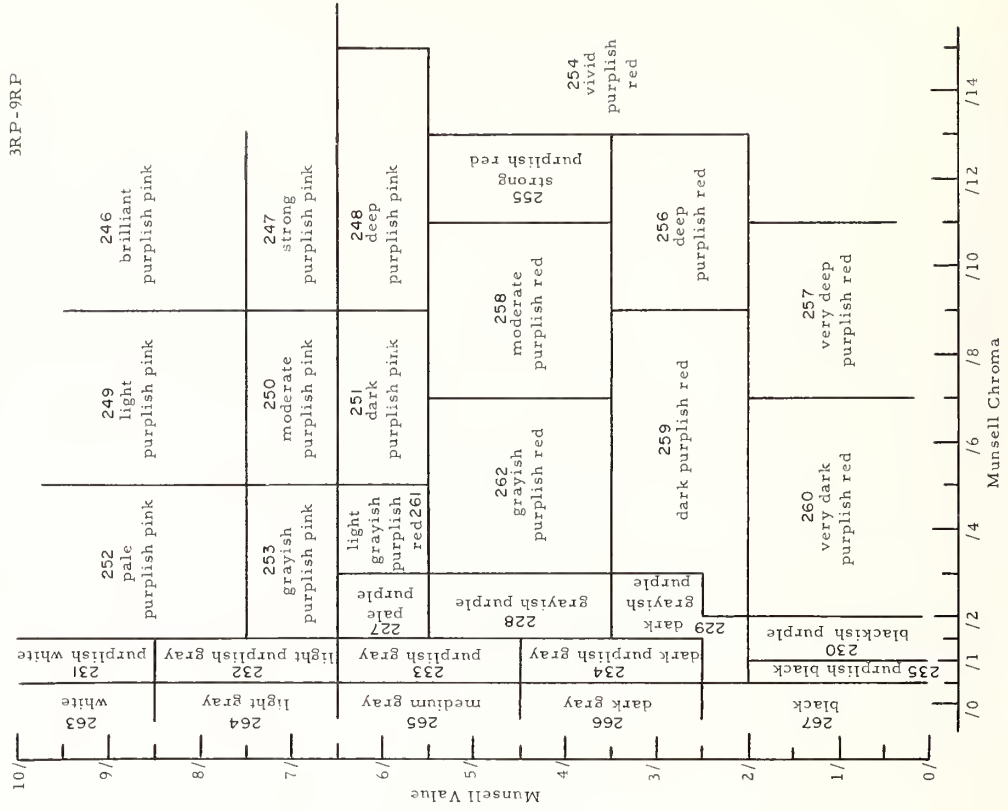 3RP-9RP
246
brilliant
purplish pink
249
light
purplish pink
252
pale
purplish pink
231
purplish white
263
white
247
strong
purplish pink
250
moderate
purplish pink
253
grayish
purplish pink
232
light purplish gray
264
light gray
248
deep
purplish pink
251
dark
purplish pink
light
grayish
purplish
red 261
227
pale
purple
233
purplish gray
265
medium gray
254
vivid
purplish
red
255
strong
purplish red
258
moderate
purplish red
262
grayish
purplish red
228
grayish purple
234
dark purplish gray
266
dark gray
256
deep
purplish red
259
dark purplish red
229
dark
grayish
purple
257
very deep
purplish red
260
very dark
purplish red
230
blackish purple
235
purplish black
267
black
10/
9/
8/
7/
6/
5/
4/
3/
2/
1/
0/
Munsell Value
/0
/1
/2
/4
/6
/8
/10
/12
/14
Munsell Chroma